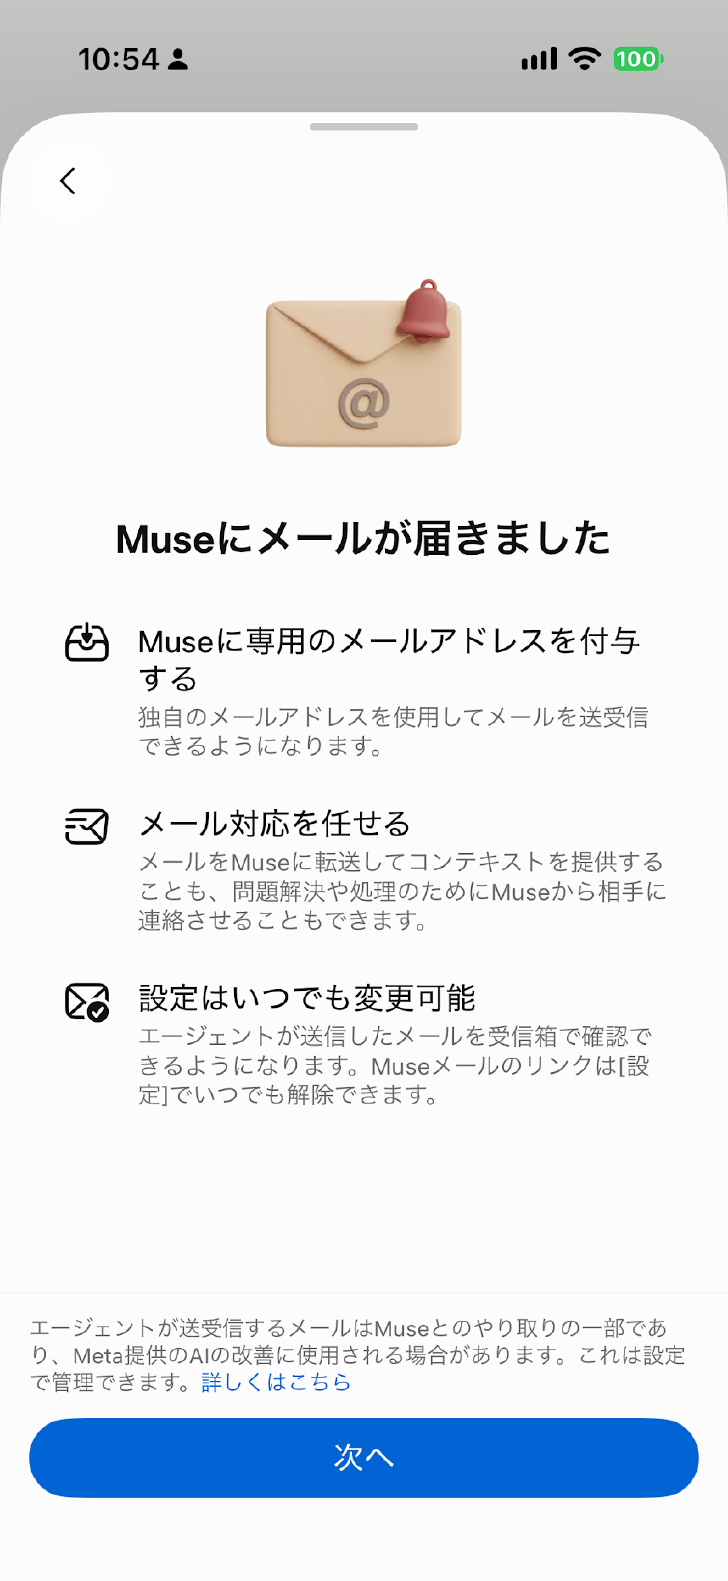 10:54
100
@
Museにメールが届きました
Museに専用のメールアドレスを付与
する
独自のメールアドレスを使用してメールを送受信
できるようになります。
メール対応を任せる
メールをMuseに転送してコンテキストを提供する
ことも、問題解決や処理のためにMuseから相手に
連絡させることもできます。
設定はいつでも変更可能
エージェントが送信したメールを受信箱で確認で
きるようになります。Museメールのリンクは[設
定]でいつでも解除できます。
エージェントが送受信するメールはMuseとのやり取りの一部であ
り、Meta提供のAIの改善に使用される場合があります。これは設定
で管理できます。詳しくはこちら
次へ